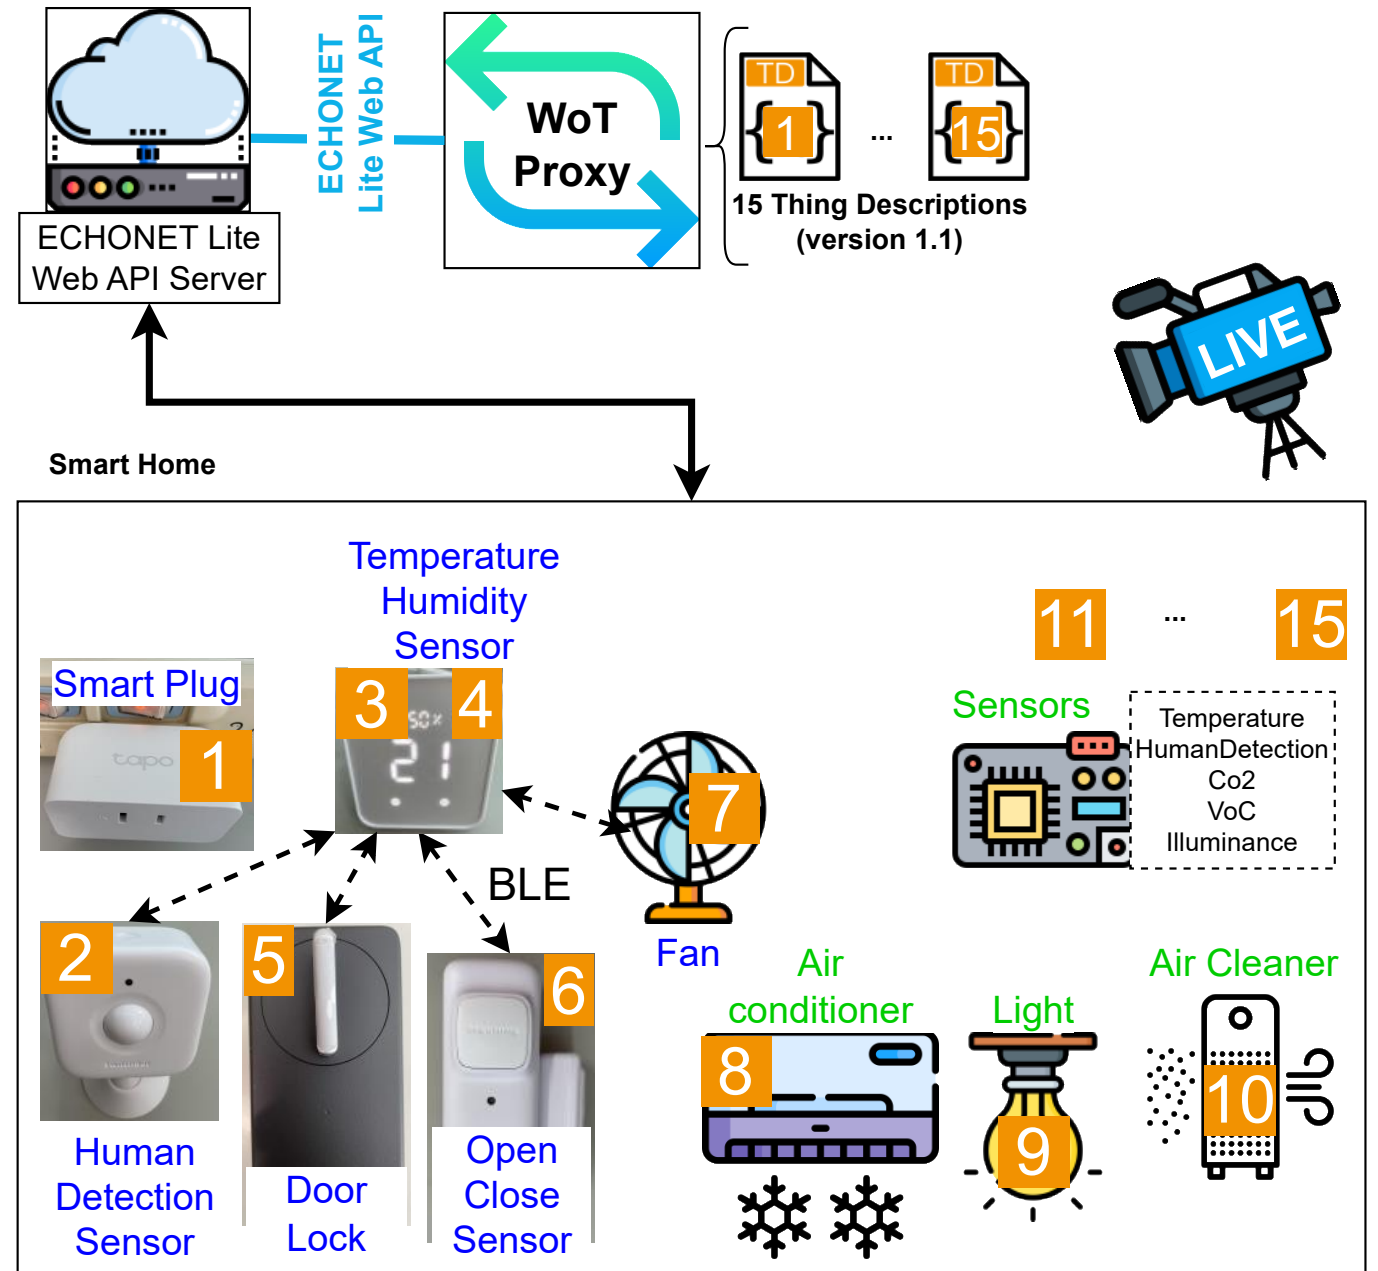 ECHONET
Lite Web API
WoT
Proxy
TD
{1}
...
TD
{15}
15 Thing Descriptions
(version 1.1)
ECHONET Lite
Web API Server
LIVE
Smart Home
Temperature
Humidity
Sensor
11
...
15
Smart Plug
tapo
1
3
4
50%
21
Sensors
Temperature
HumanDetection
Co2
VoC
Illuminance
7
BLE
Fan
2
5
6
Air
conditioner
Light
Air Cleaner
8
9
10
Human
Detection
Sensor
Door
Lock
Open
Close
Sensor